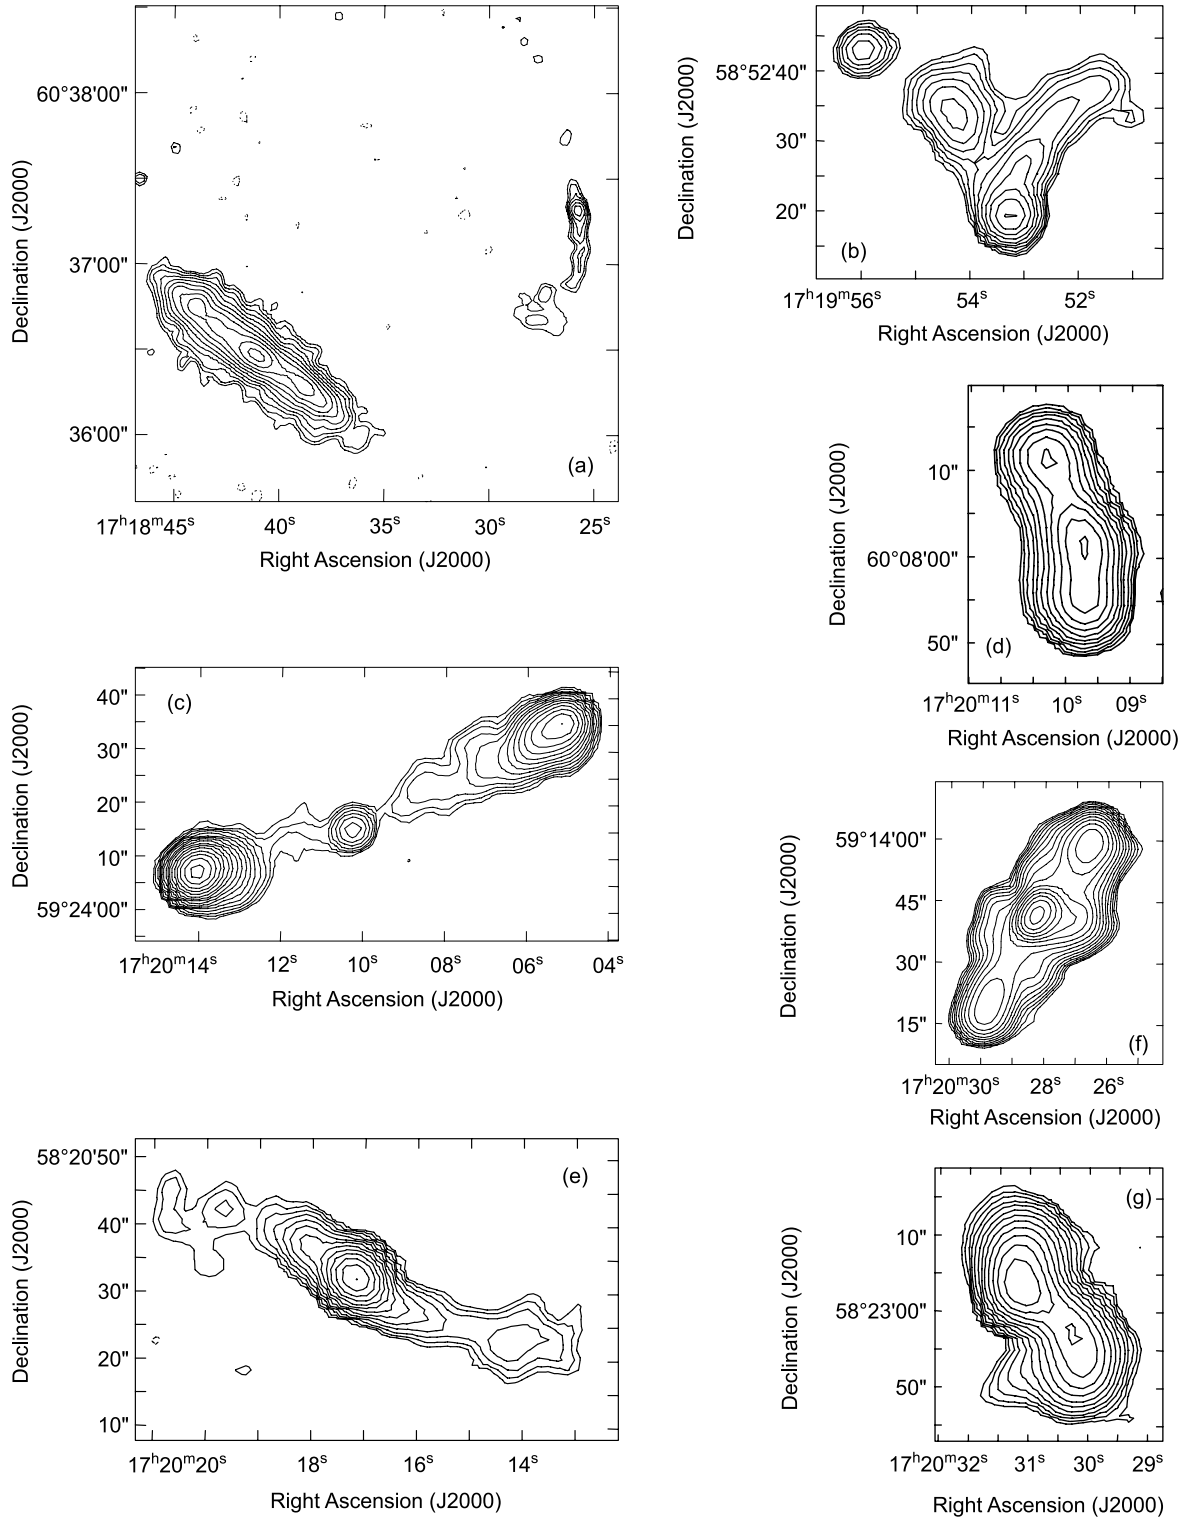 60°38'00"
37'00"
36'00"
Declination (J2000)
(a)
17ʰ18ᵐ45ˢ 40ˢ 35ˢ 30ˢ 25ˢ
Right Ascension (J2000)
58°52'40"
30"
20"
Declination (J2000)
(b)
17ʰ19ᵐ56ˢ 54ˢ 52ˢ
Right Ascension (J2000)
(c)
40"
30"
20"
10"
59°24'00"
Declination (J2000)
17ʰ20ᵐ14ˢ 12ˢ 10ˢ 08ˢ 06ˢ 04ˢ
Right Ascension (J2000)
10"
60°08'00"
50"
Declination (J2000)
(d)
17ʰ20ᵐ11ˢ 10ˢ 09ˢ
Right Ascension (J2000)
58°20'50"
(e)
40"
30"
20"
10"
Declination (J2000)
17ʰ20ᵐ20ˢ 18ˢ 16ˢ 14ˢ
Right Ascension (J2000)
59°14'00"
45"
30"
15"
Declination (J2000)
(f)
17ʰ20ᵐ30ˢ 28ˢ 26ˢ
Right Ascension (J2000)
(g)
10"
58°23'00"
50"
Declination (J2000)
17ʰ20ᵐ32ˢ 31ˢ 30ˢ 29ˢ
Right Ascension (J2000)